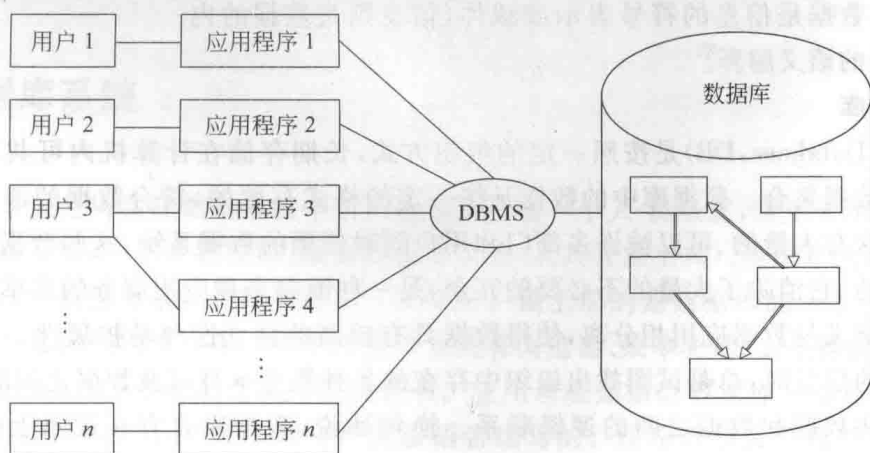 用户 1
应用程序 1
用户 2
应用程序 2
用户 3
应用程序 3
应用程序 4
⋮
⋮
用户 n
应用程序 n
DBMS
数据库